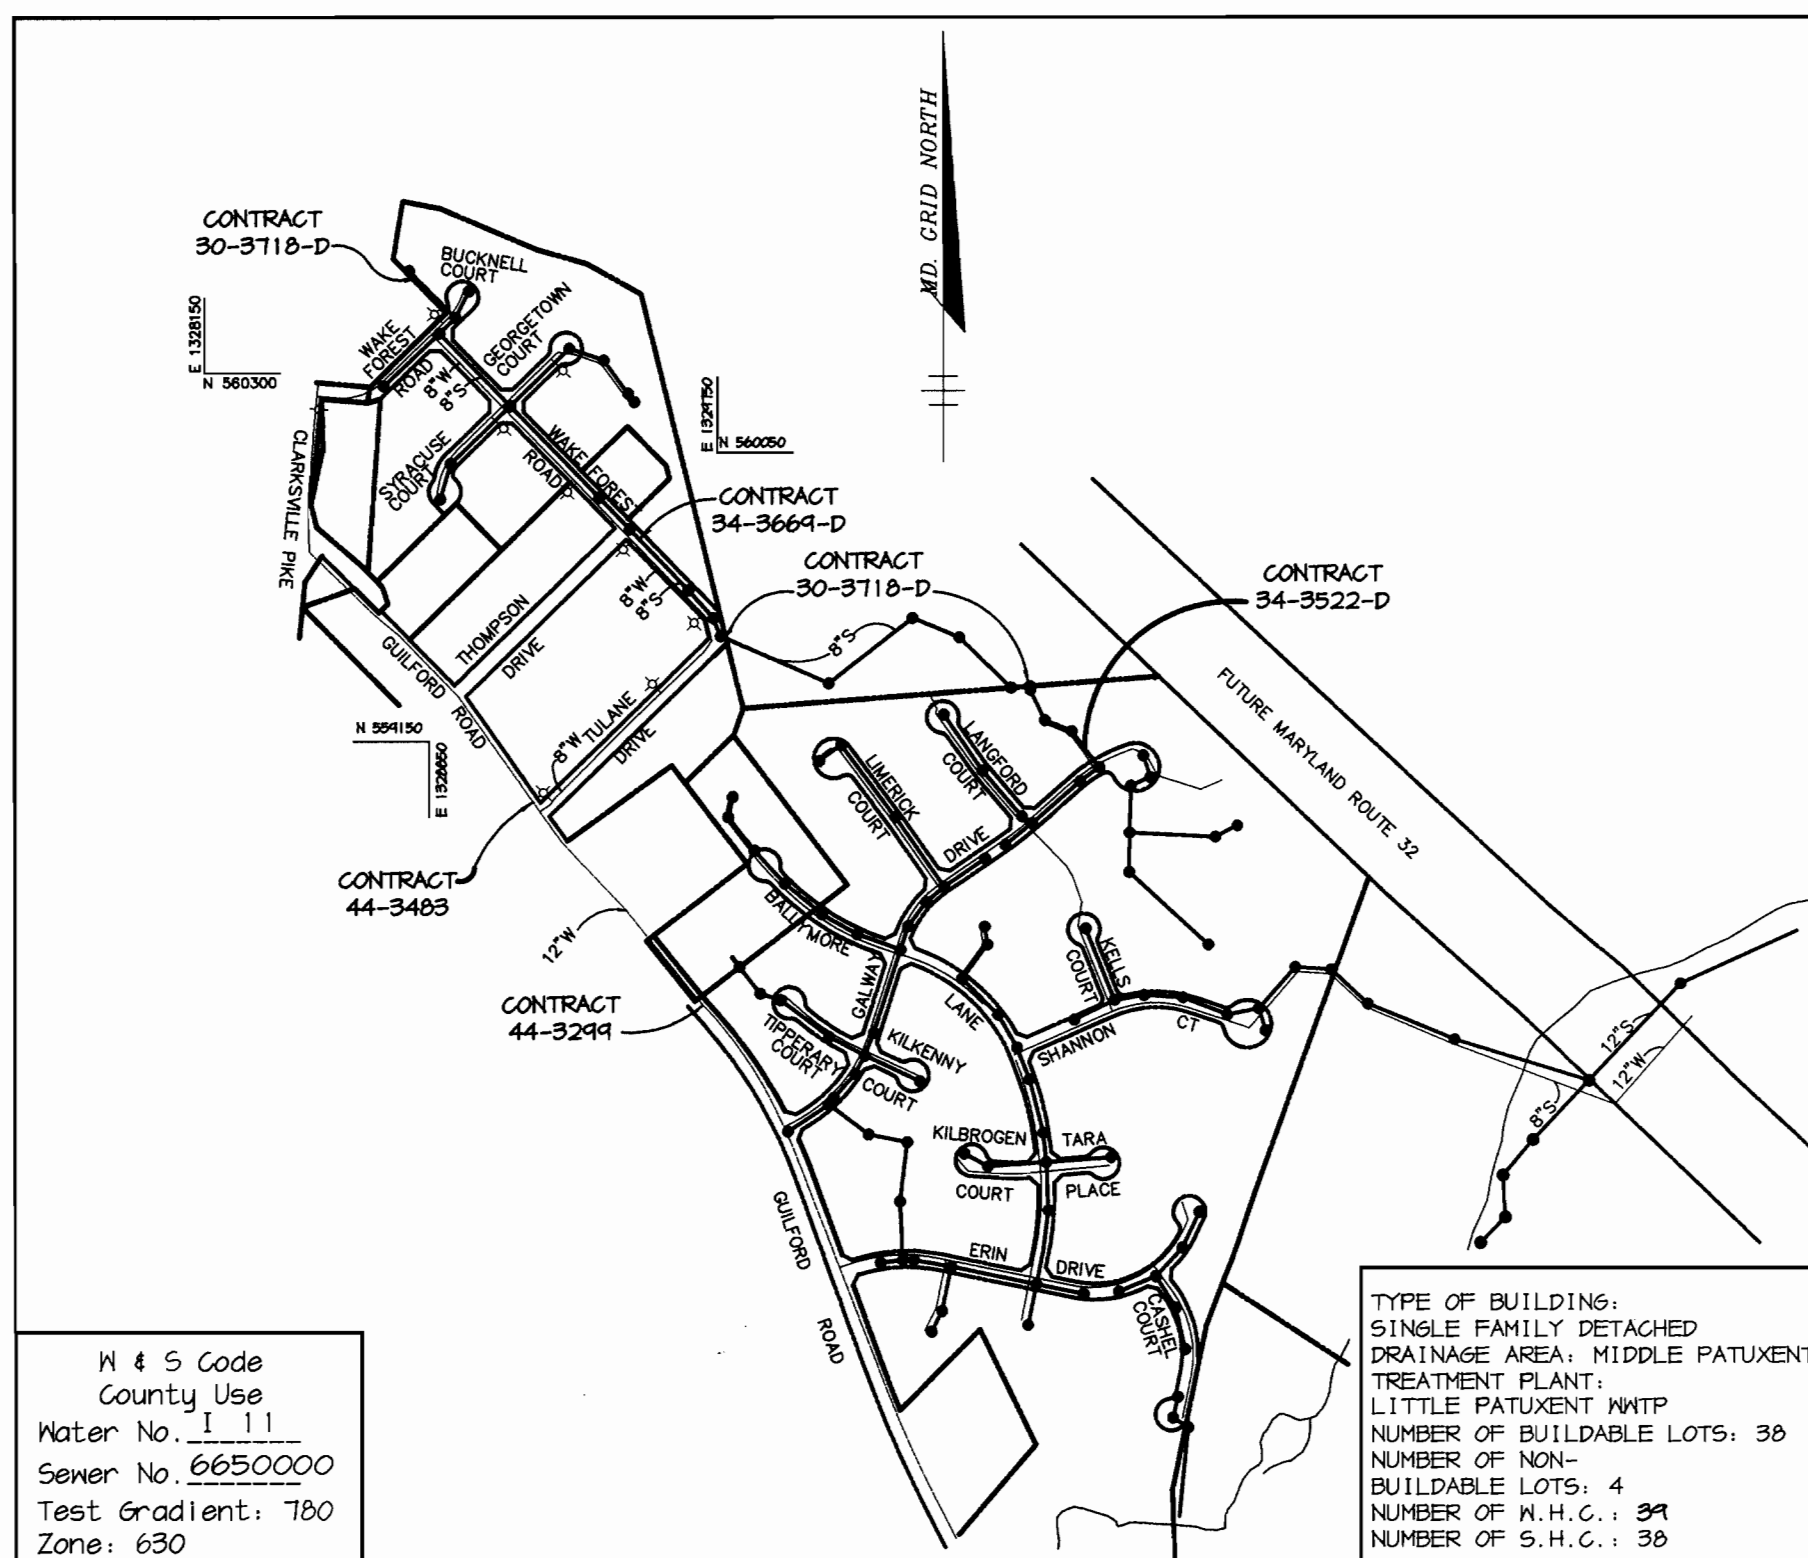 MD. GRID NORTH
CONTRACT
30-3718-D
BUCKNELL
COURT
GEORGETOWN
COURT
WAKE
FOREST
ROAD
8"W
8"S
E 1328150
N 560300
E 1329750
N 560050
CLARKSVILLE PIKE
SYRACUSE
COURT
WAKE FOREST
ROAD
CONTRACT
34-3669-D
CONTRACT
30-3718-D
CONTRACT
34-3522-D
8"W
8"S
8"S
THOMPSON
DRIVE
GUILFORD
ROAD
TULANE
DRIVE
8"W
N 559150
E 1328650
FUTURE MARYLAND ROUTE 32
LANGFORD
COURT
LIMERICK
COURT
DRIVE
CONTRACT
44-3483
12"W
BALLYMORE
LANE
GALWAY
KELLS
COURT
SHANNON
CT
CONTRACT
44-3299
TIPPERARY
COURT
KILKENNY
COURT
12"S
12"W
8"S
KILBROGEN
COURT
TARA
PLACE
GUILFORD
ROAD
ERIN
DRIVE
CASHEL
COURT
W & S Code
County Use
Water No. I 11
Sewer No. 6650000
Test Gradient: 780
Zone: 630
TYPE OF BUILDING:
SINGLE FAMILY DETACHED
DRAINAGE AREA: MIDDLE PATUXENT
TREATMENT PLANT:
LITTLE PATUXENT WWTP
NUMBER OF BUILDABLE LOTS: 38
NUMBER OF NON-
BUILDABLE LOTS: 4
NUMBER OF W.H.C.: 39
NUMBER OF S.H.C.: 38